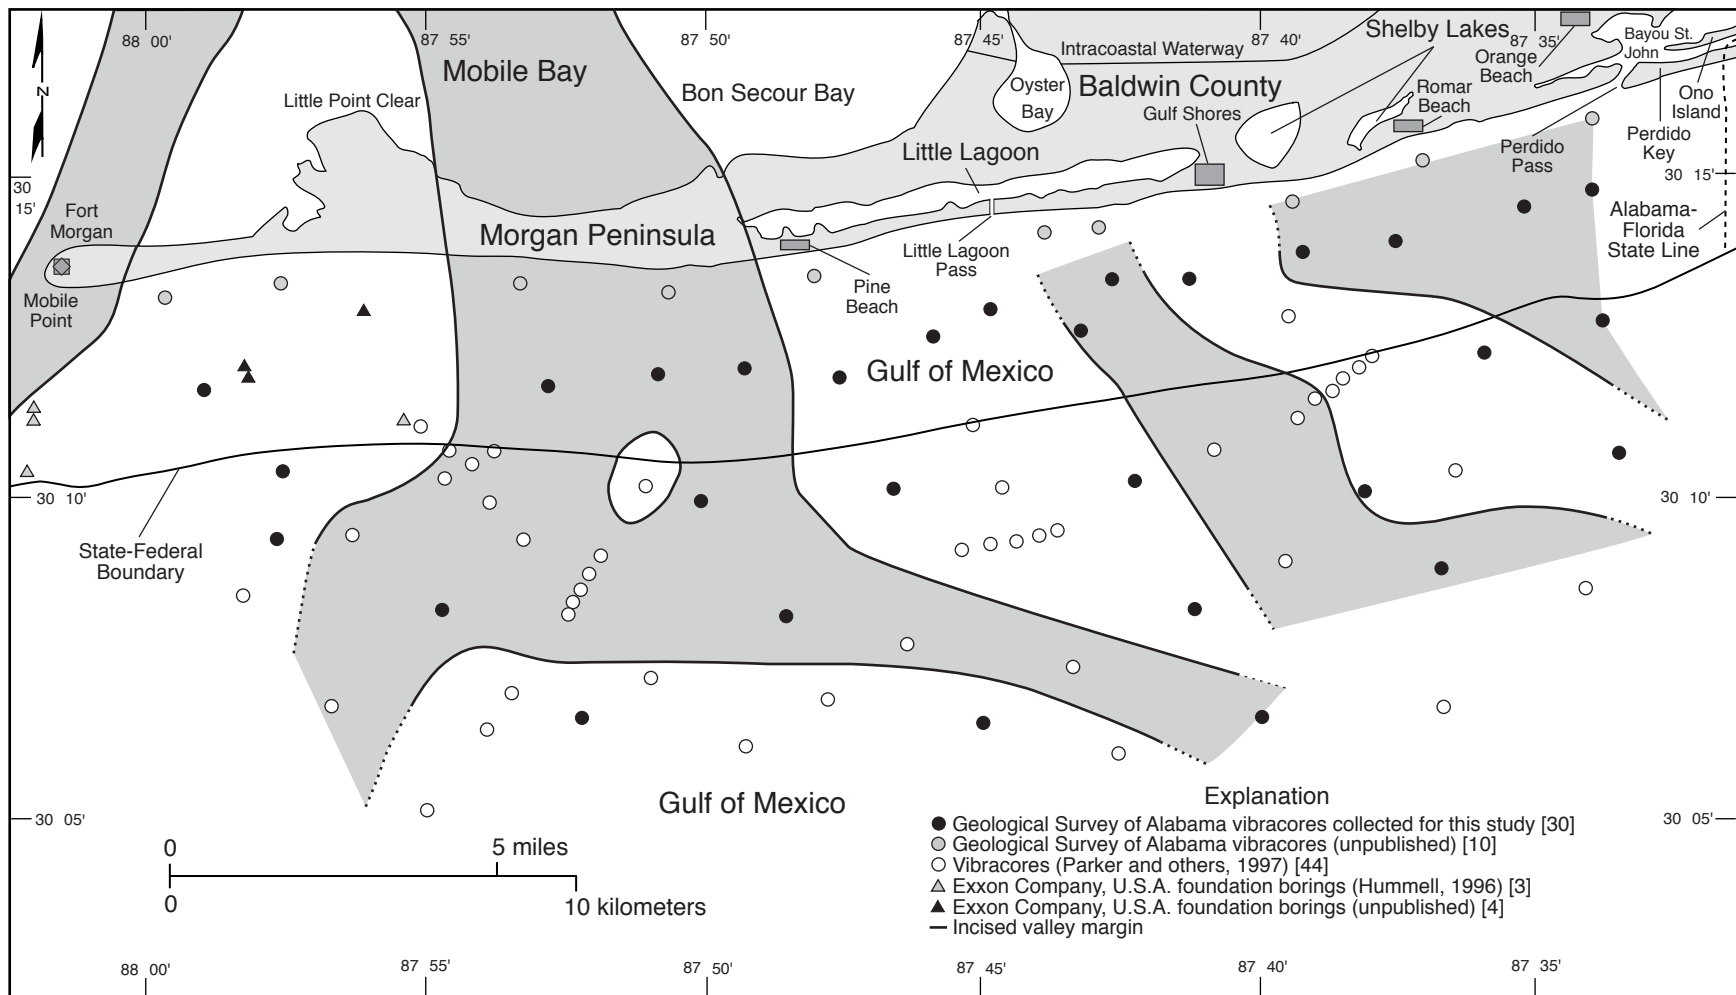 88 00'
87 55'
87 50'
87 45'
87 40'
87 35'
N
Mobile Bay
Bon Secour Bay
Little Point Clear
Oyster
Bay
Intracoastal Waterway
Baldwin County
Shelby Lakes
Gulf Shores
Romar
Beach
Orange
Beach
Bayou St.
John
Ono
Island
Perdido
Key
Perdido
Pass
30
15'
30 15'
Little Lagoon
Fort
Morgan
Morgan Peninsula
Little Lagoon
Pass
Alabama-
Florida
State Line
Mobile
Point
Pine
Beach
Gulf of Mexico
30 10'
30 10'
State-Federal
Boundary
Gulf of Mexico
30 05'
30 05'
0
5 miles
0
10 kilometers
Explanation
Geological Survey of Alabama vibracores collected for this study [30]
Geological Survey of Alabama vibracores (unpublished) [10]
Vibracores (Parker and others, 1997) [44]
Exxon Company, U.S.A. foundation borings (Hummell, 1996) [3]
Exxon Company, U.S.A. foundation borings (unpublished) [4]
Incised valley margin
88 00'
87 55'
87 50'
87 45'
87 40'
87 35'